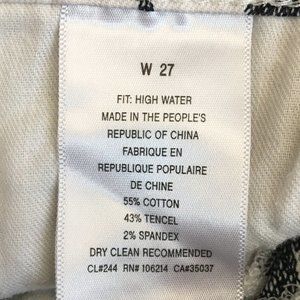 W 27
FIT: HIGH WATER
MADE IN THE PEOPLE'S
REPUBLIC OF CHINA
FABRIQUE EN
REPUBLIQUE POPULAIRE
DE CHINE
55% COTTON
43% TENCEL
2% SPANDEX
DRY CLEAN RECOMMENDED
CL#244 RN# 106214 CA#35037